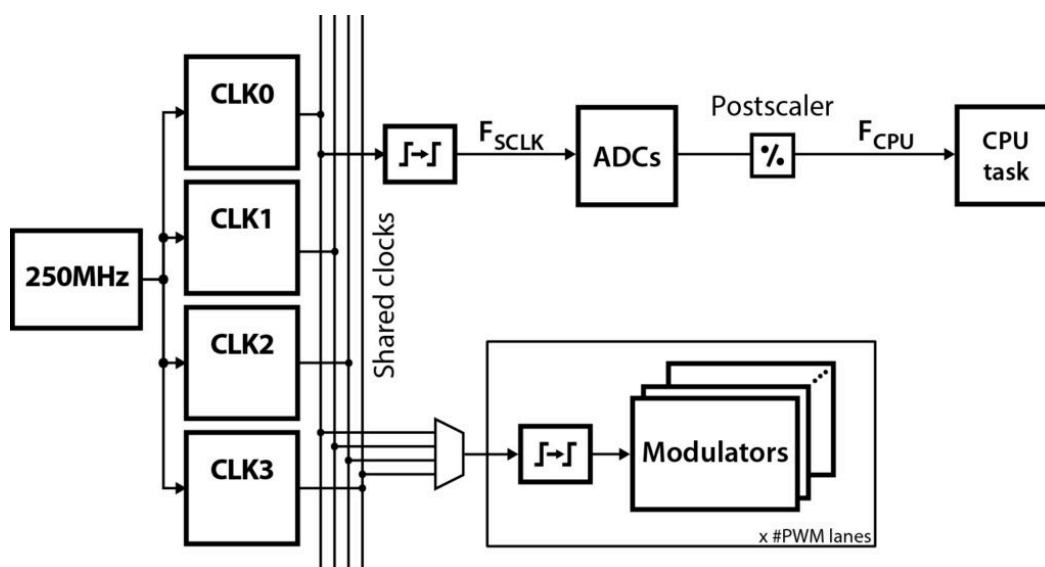 CLK0
CLK1
CLK2
CLK3
250MHz
Shared clocks
F_SCLK
ADCs
Postscaler
%
F_CPU
CPU
task
Modulators
x #PWM lanes